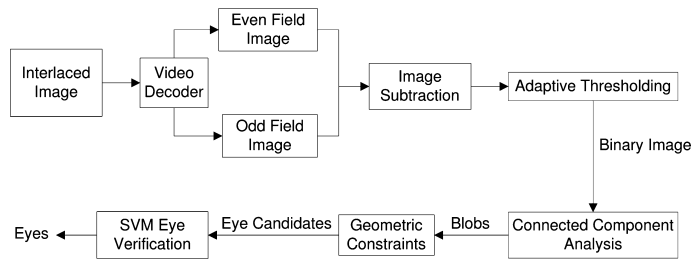 Interlaced
Image
Video
Decoder
Even Field
Image
Odd Field
Image
Image
Subtraction
Adaptive Thresholding
Binary Image
Connected Component
Analysis
Blobs
Geometric
Constraints
Eye Candidates
SVM Eye
Verification
Eyes